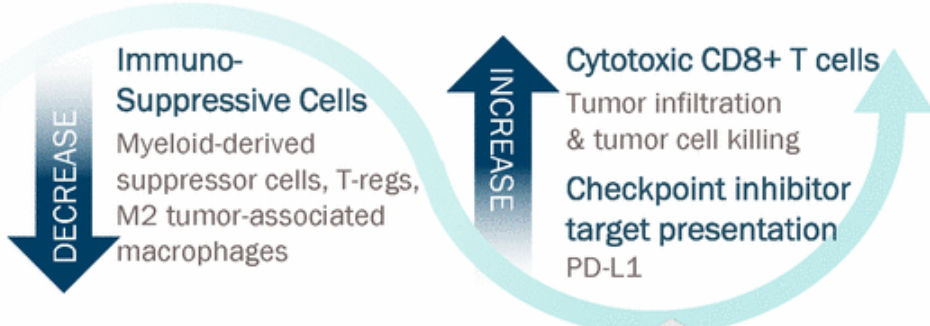 DECREASE
Immuno-
Suppressive Cells
Myeloid-derived
suppressor cells, T-regs,
M2 tumor-associated
macrophages
INCREASE
Cytotoxic CD8+ T cells
Tumor infiltration
& tumor cell killing
Checkpoint inhibitor
target presentation
PD-L1